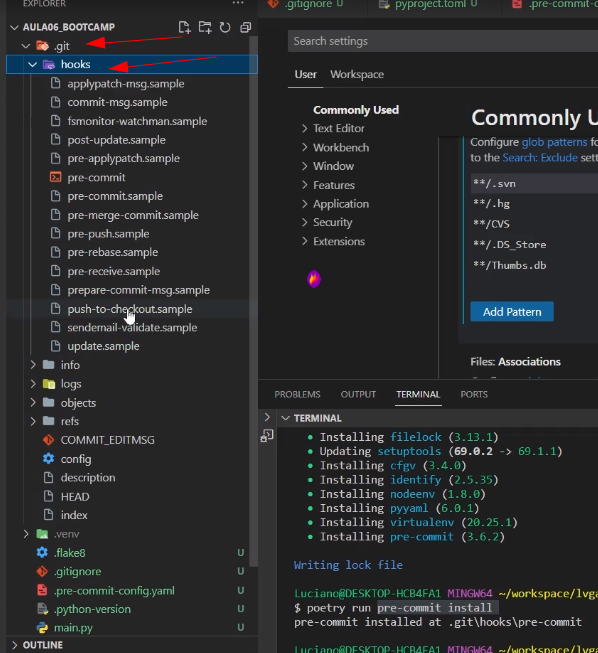 EXPLORER
AULA06_BOOTCAMP
.git
hooks
applypatch-msg.sample
commit-msg.sample
fsmonitor-watchman.sample
post-update.sample
pre-applypatch.sample
pre-commit
pre-commit.sample
pre-merge-commit.sample
pre-push.sample
pre-rebase.sample
pre-receive.sample
prepare-commit-msg.sample
push-to-checkout.sample
sendemail-validate.sample
update.sample
info
logs
objects
refs
COMMIT_EDITMSG
config
description
HEAD
index
.venv
.flake8 U
.gitignore U
.pre-commit-config.yaml U
.python-version U
main.py U
OUTLINE
.gitignore U
pyproject.toml U
.pre-commit-c
Search settings
User Workspace
Commonly Used
Text Editor
Workbench
Window
Features
Application
Security
Extensions
Commonly U
Configure glob patterns fo
to the Search: Exclude sett
**/.svn
**/.hg
**/CVS
**/.DS_Store
**/Thumbs.db
Add Pattern
Files: Associations
PROBLEMS OUTPUT TERMINAL PORTS
TERMINAL
• Installing filelock (3.13.1)
• Updating setuptools (69.0.2 -> 69.1.1)
• Installing cfgv (3.4.0)
• Installing identify (2.5.35)
• Installing nodeenv (1.8.0)
• Installing pyyaml (6.0.1)
• Installing virtualenv (20.25.1)
• Installing pre-commit (3.6.2)
Writing lock file
Luciano@DESKTOP-HCB4FA1 MINGW64 ~/workspace/lvga
$ poetry run pre-commit install
pre-commit installed at .git\hooks\pre-commit
Luciano@DESKTOP-HCB4FA1 MINGW64 ~/workspace/lvga